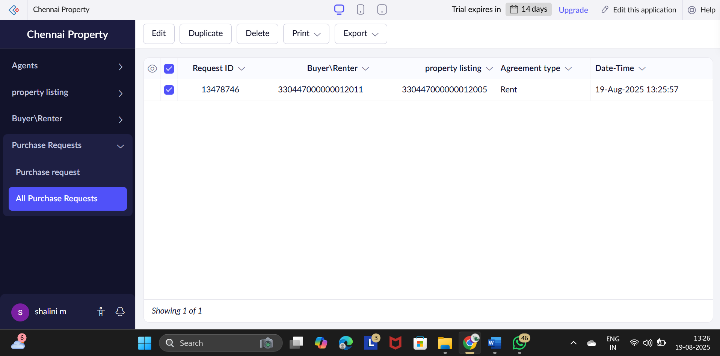 Chennai Property
Trial expires in 14 days Upgrade Edit this application Help
Chennai Property
Agents
property listing
Buyer\Renter
Purchase Requests
Purchase request
All Purchase Requests
S shalini m
Edit Duplicate Delete Print Export
Request ID Buyer\Renter property listing Agreement type Date-Time
13478746 330447000000012011 330447000000012005 Rent 19-Aug-2025 13:25:57
Showing 1 of 1
Search
ENG
IN
13:26
19-08-2025
46